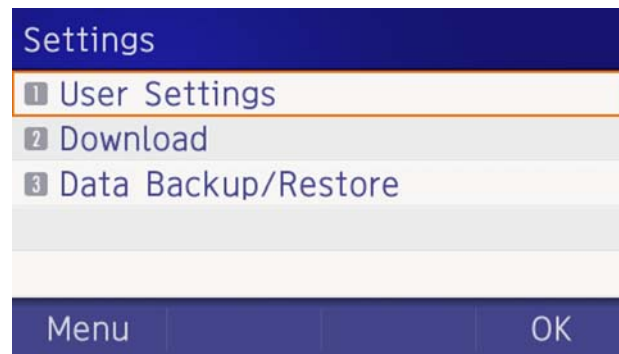 Settings
1 User Settings
2 Download
3 Data Backup/Restore
Menu OK